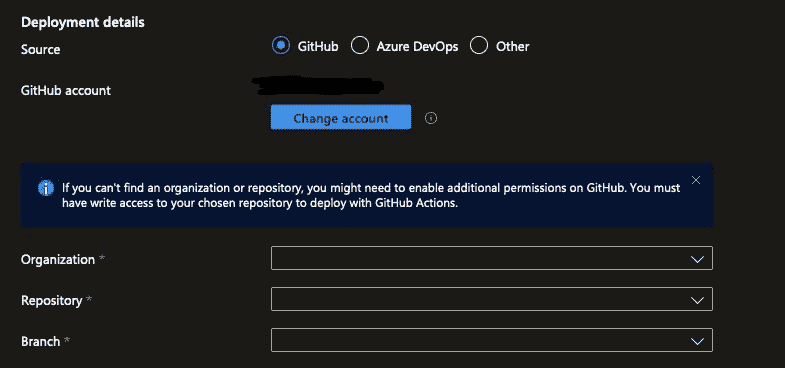 Deployment details
Source
GitHub Azure DevOps Other
GitHub account
Change account
If you can't find an organization or repository, you might need to enable additional permissions on GitHub. You must
have write access to your chosen repository to deploy with GitHub Actions.
Organization *
Repository *
Branch *